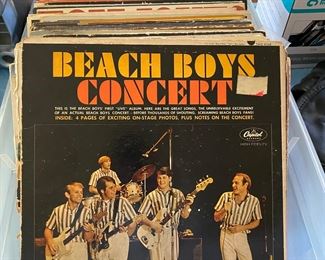 BEACH BOYS
CONCERT
THIS IS THE BEACH BOYS' FIRST "LIVE" ALBUM. HERE ARE THE GREAT SONGS, THE UNBELIEVABLE EXCITEMENT
OF AN ACTUAL BEACH BOYS CONCERT - BEFORE THOUSANDS OF SHOUTING, SCREAMING BEACH BOYS FANS!
INSIDE: 4 PAGES OF EXCITING ON-STAGE PHOTOS, PLUS NOTES ON THE CONCERT.
Capitol
HIGH FIDELITY